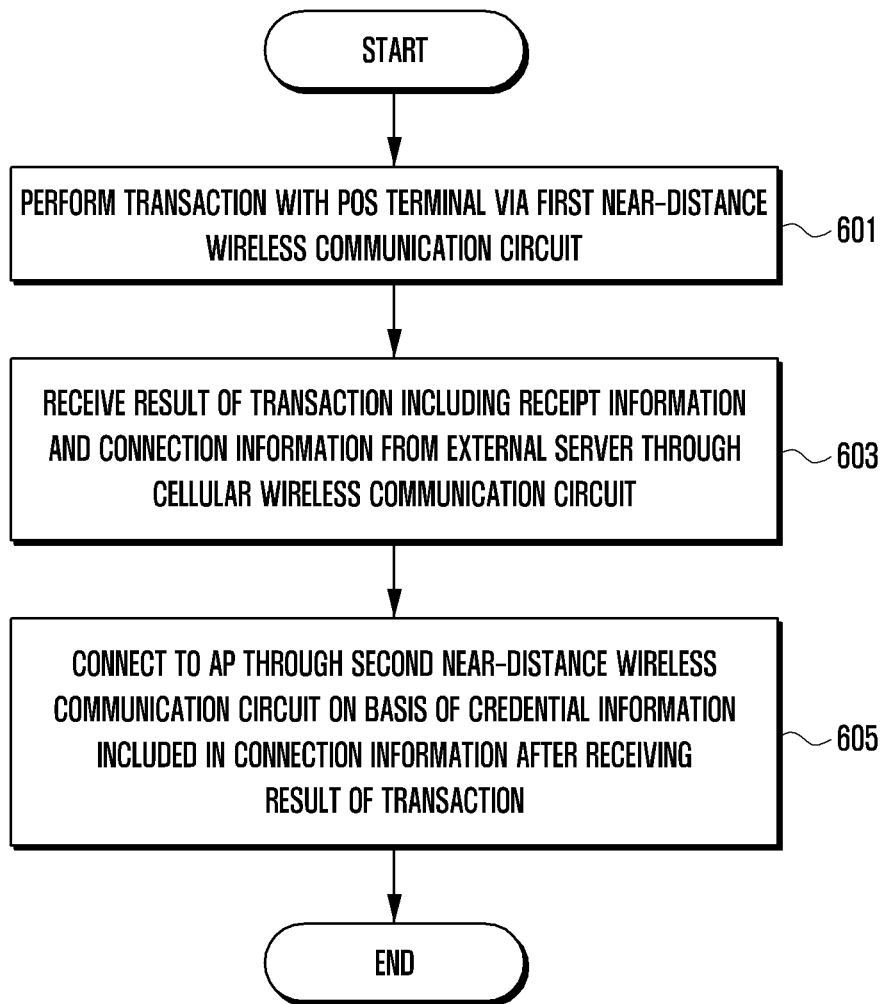 START
PERFORM TRANSACTION WITH POS TERMINAL VIA FIRST NEAR-DISTANCE
WIRELESS COMMUNICATION CIRCUIT
601
RECEIVE RESULT OF TRANSACTION INCLUDING RECEIPT INFORMATION
AND CONNECTION INFORMATION FROM EXTERNAL SERVER THROUGH
CELLULAR WIRELESS COMMUNICATION CIRCUIT
603
CONNECT TO AP THROUGH SECOND NEAR-DISTANCE WIRELESS
COMMUNICATION CIRCUIT ON BASIS OF CREDENTIAL INFORMATION
INCLUDED IN CONNECTION INFORMATION AFTER RECEIVING
RESULT OF TRANSACTION
605
END